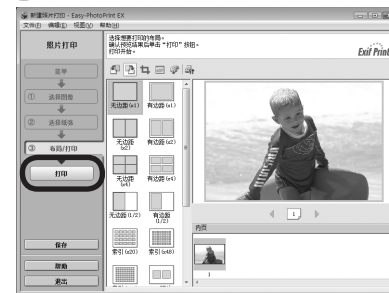 新建相片打印 - Easy-PhotoPrint EX
文件(F) 编辑(E) 视图(V) 帮助(H)
照片打印
选择想要打印的布局。
确认预览结果后单击“打印”按钮。
打印开始。
Exif Print
菜单
① 选择图像
② 选择纸张
③ 布局/打印
打印
保存
帮助
退出
无边距(x1) 有边距(x1)
无边距(x2) 有边距(x2)
无边距(x4) 有边距(x4)
无边距(1/2) 有边距(1/2)
索引(x20) 索引(x48)
1
内页
1